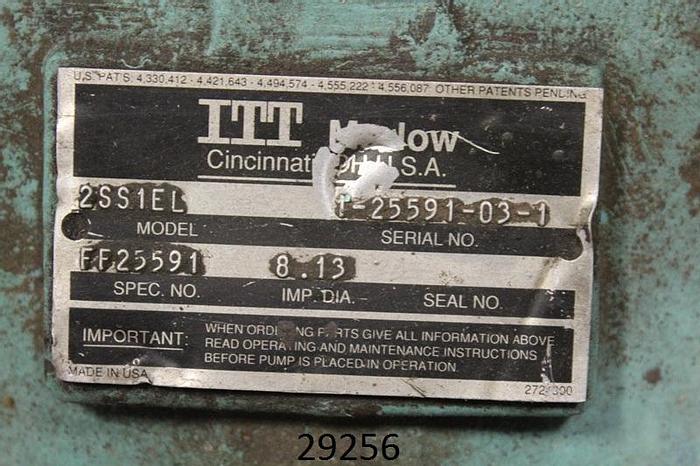 U.S. PAT'S. 4,330,412 - 4,421,643 - 4,494,574 - 4,555,222 - 4,556,087 OTHER PATENTS PENDING
ITT
Cincinnati U.S.A.
2SS1EL -25591-03-1
MODEL SERIAL NO.
FF25591 8.13
SPEC. NO. IMP. DIA. SEAL NO.
IMPORTANT: WHEN ORDERING PARTS GIVE ALL INFORMATION ABOVE
READ OPERATING AND MAINTENANCE INSTRUCTIONS
BEFORE PUMP IS PLACED IN OPERATION.
MADE IN USA
29256